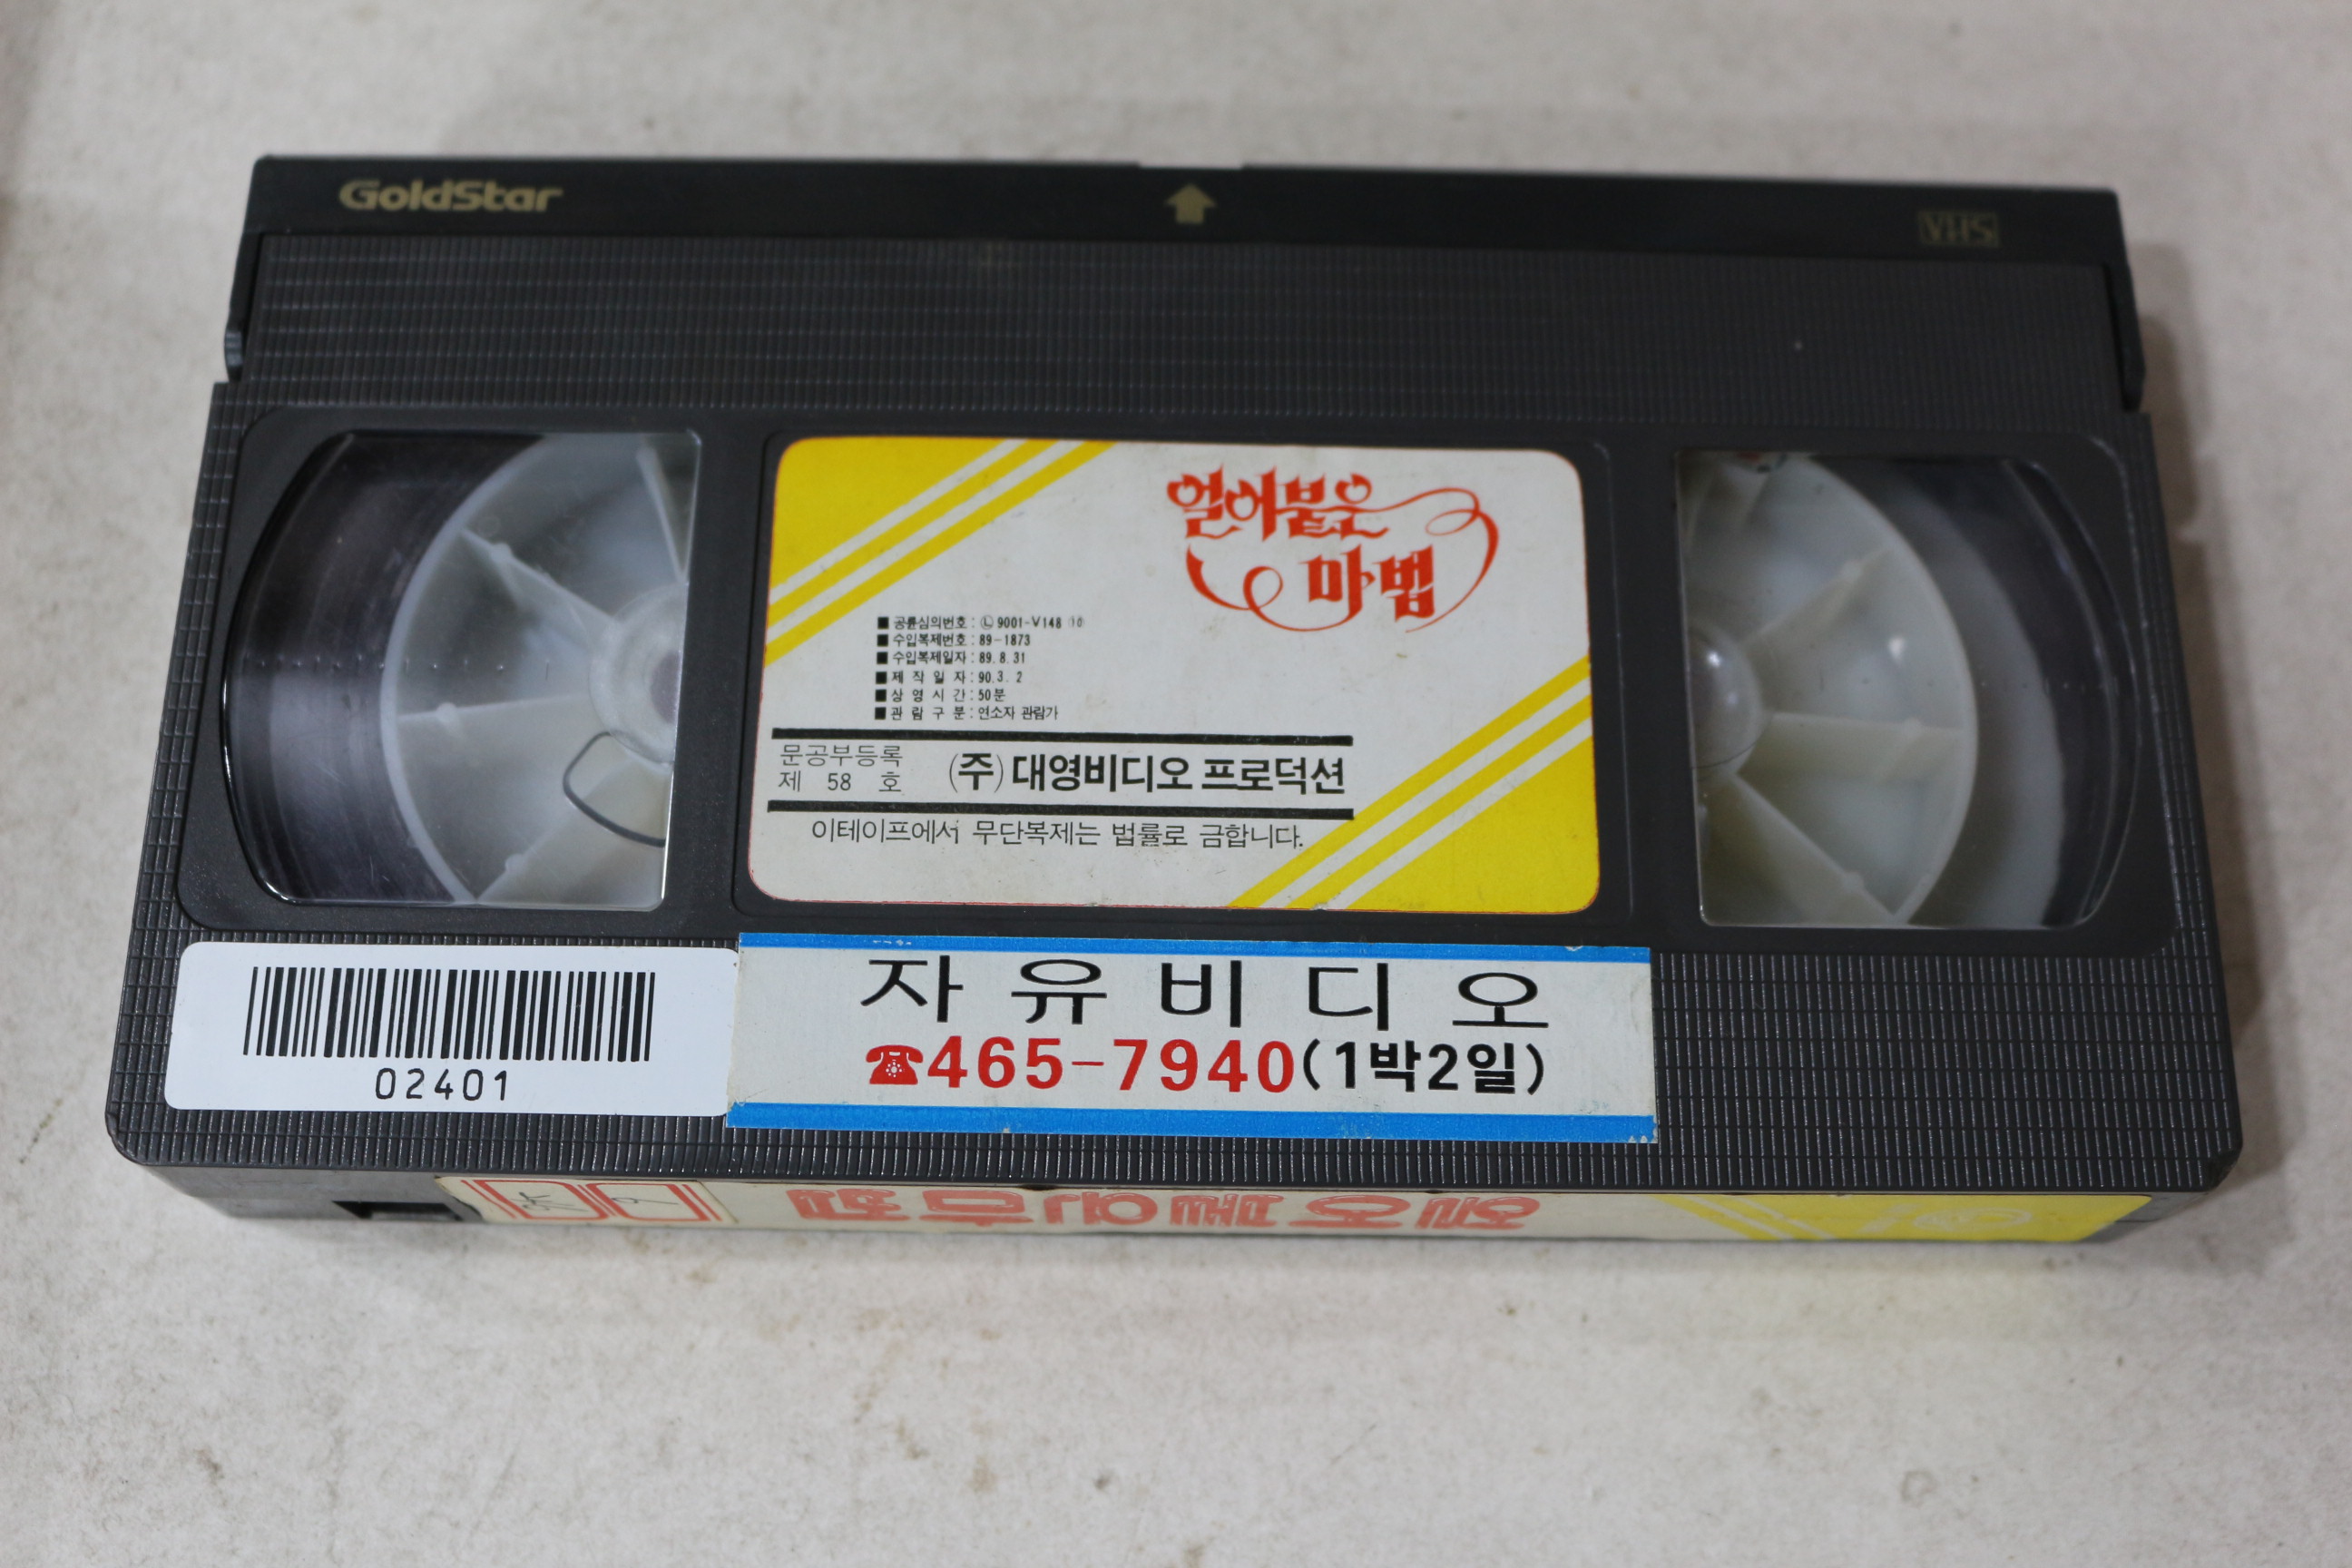 GoldStar
VHS
얼어붙은
마법
■ 공륜심의번호 : Ⓛ 9001-V148 ⑩
■ 수입복제번호 : 89-1873
■ 수입복제일자 : 89. 8. 31
■ 제 작 일 자 : 90. 3. 2
■ 상 영 시 간 : 50분
■ 관 람 구 분 : 연소자 관람가
문공부등록
제 58 호
(주) 대영비디오 프로덕션
이테이프에서 무단복제는 법률로 금합니다.
02401
자유비디오
☎465-7940(1박2일)